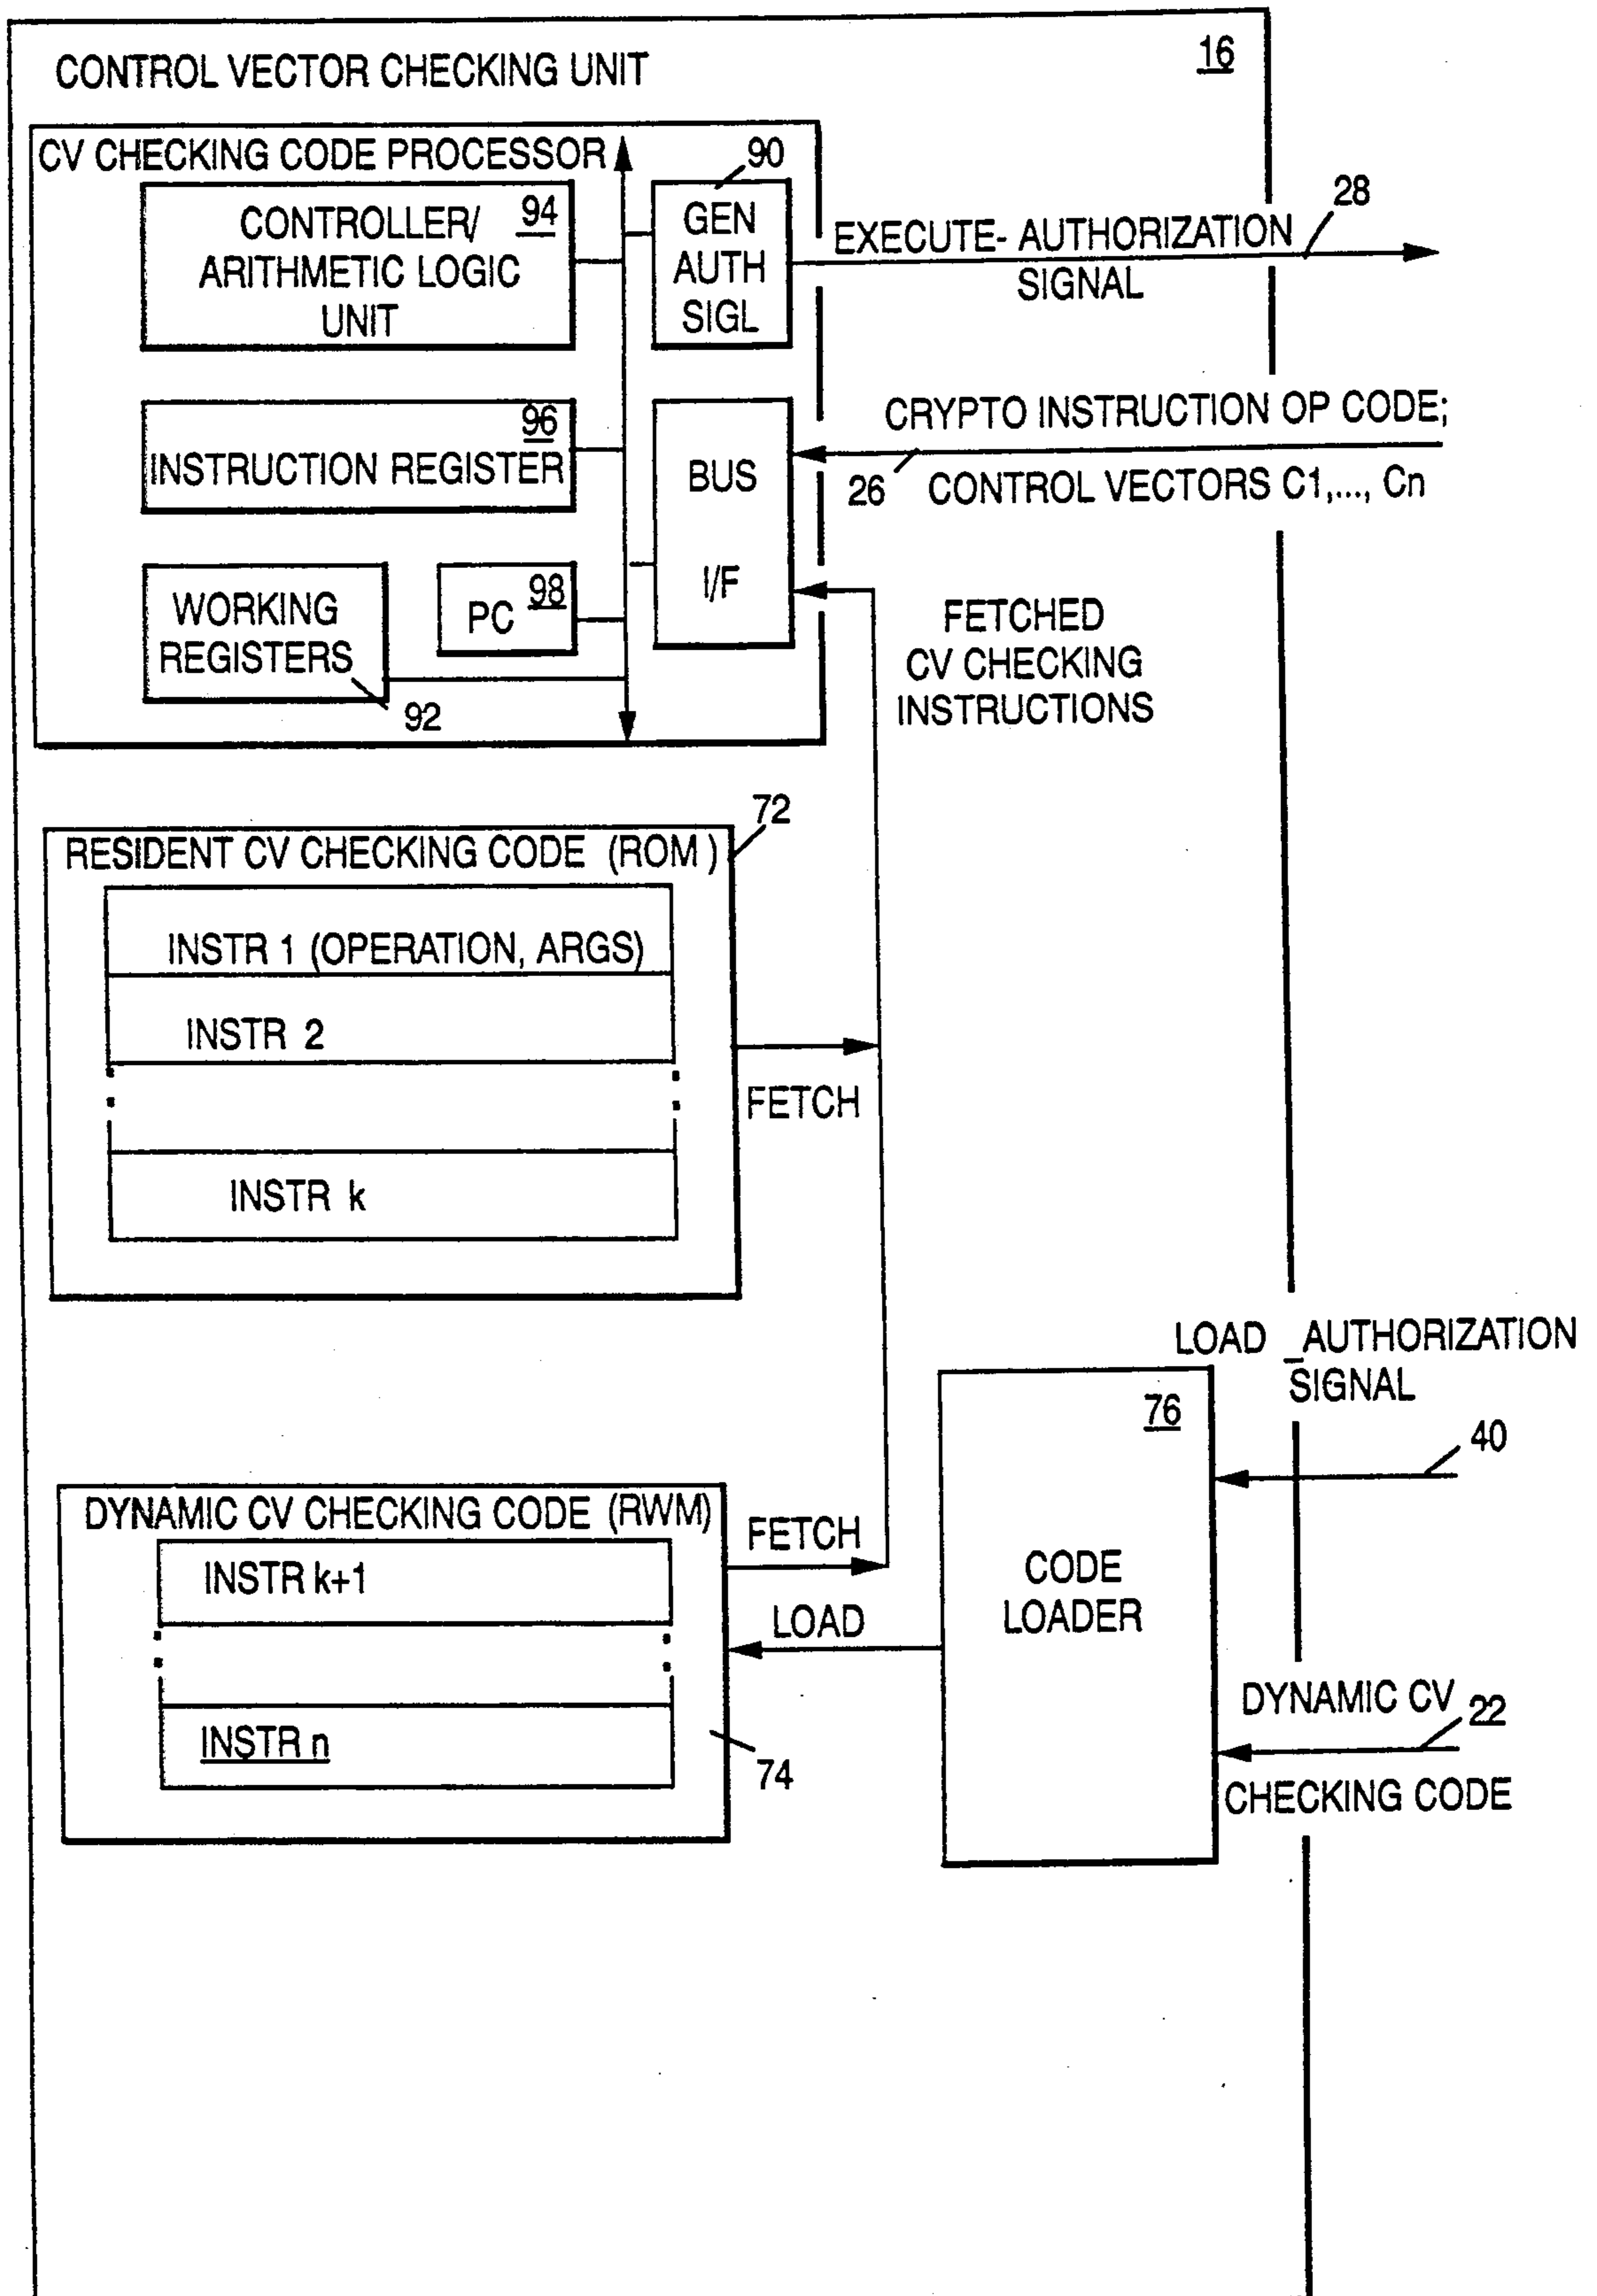 16
CONTROL VECTOR CHECKING UNIT
CV CHECKING CODE PROCESSOR
90
CONTROLLER/ 94
ARITHMETIC LOGIC
UNIT
GEN
AUTH
SIGL
28
EXECUTE- AUTHORIZATION
SIGNAL
96
INSTRUCTION REGISTER
BUS
I/F
CRYPTO INSTRUCTION OP CODE;
26
CONTROL VECTORS C1,..., Cn
WORKING
REGISTERS
92
PC 98
FETCHED
CV CHECKING
INSTRUCTIONS
72
RESIDENT CV CHECKING CODE (ROM )
INSTR 1 (OPERATION, ARGS)
INSTR 2
FETCH
INSTR k
LOAD _AUTHORIZATION
SIGNAL
76
40
DYNAMIC CV CHECKING CODE (RWM)
INSTR k+1
FETCH
LOAD
CODE
LOADER
INSTR n
74
DYNAMIC CV
22
CHECKING CODE